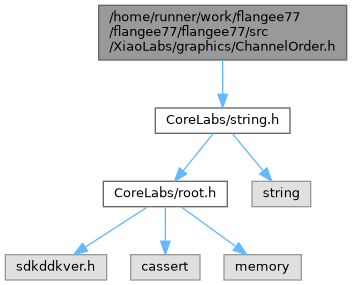 /home/runner/work/flangee77
/flangee77/flangee77/src
/XiaoLabs/graphics/ChannelOrder.h
CoreLabs/string.h
CoreLabs/root.h
string
sdkddkver.h
cassert
memory